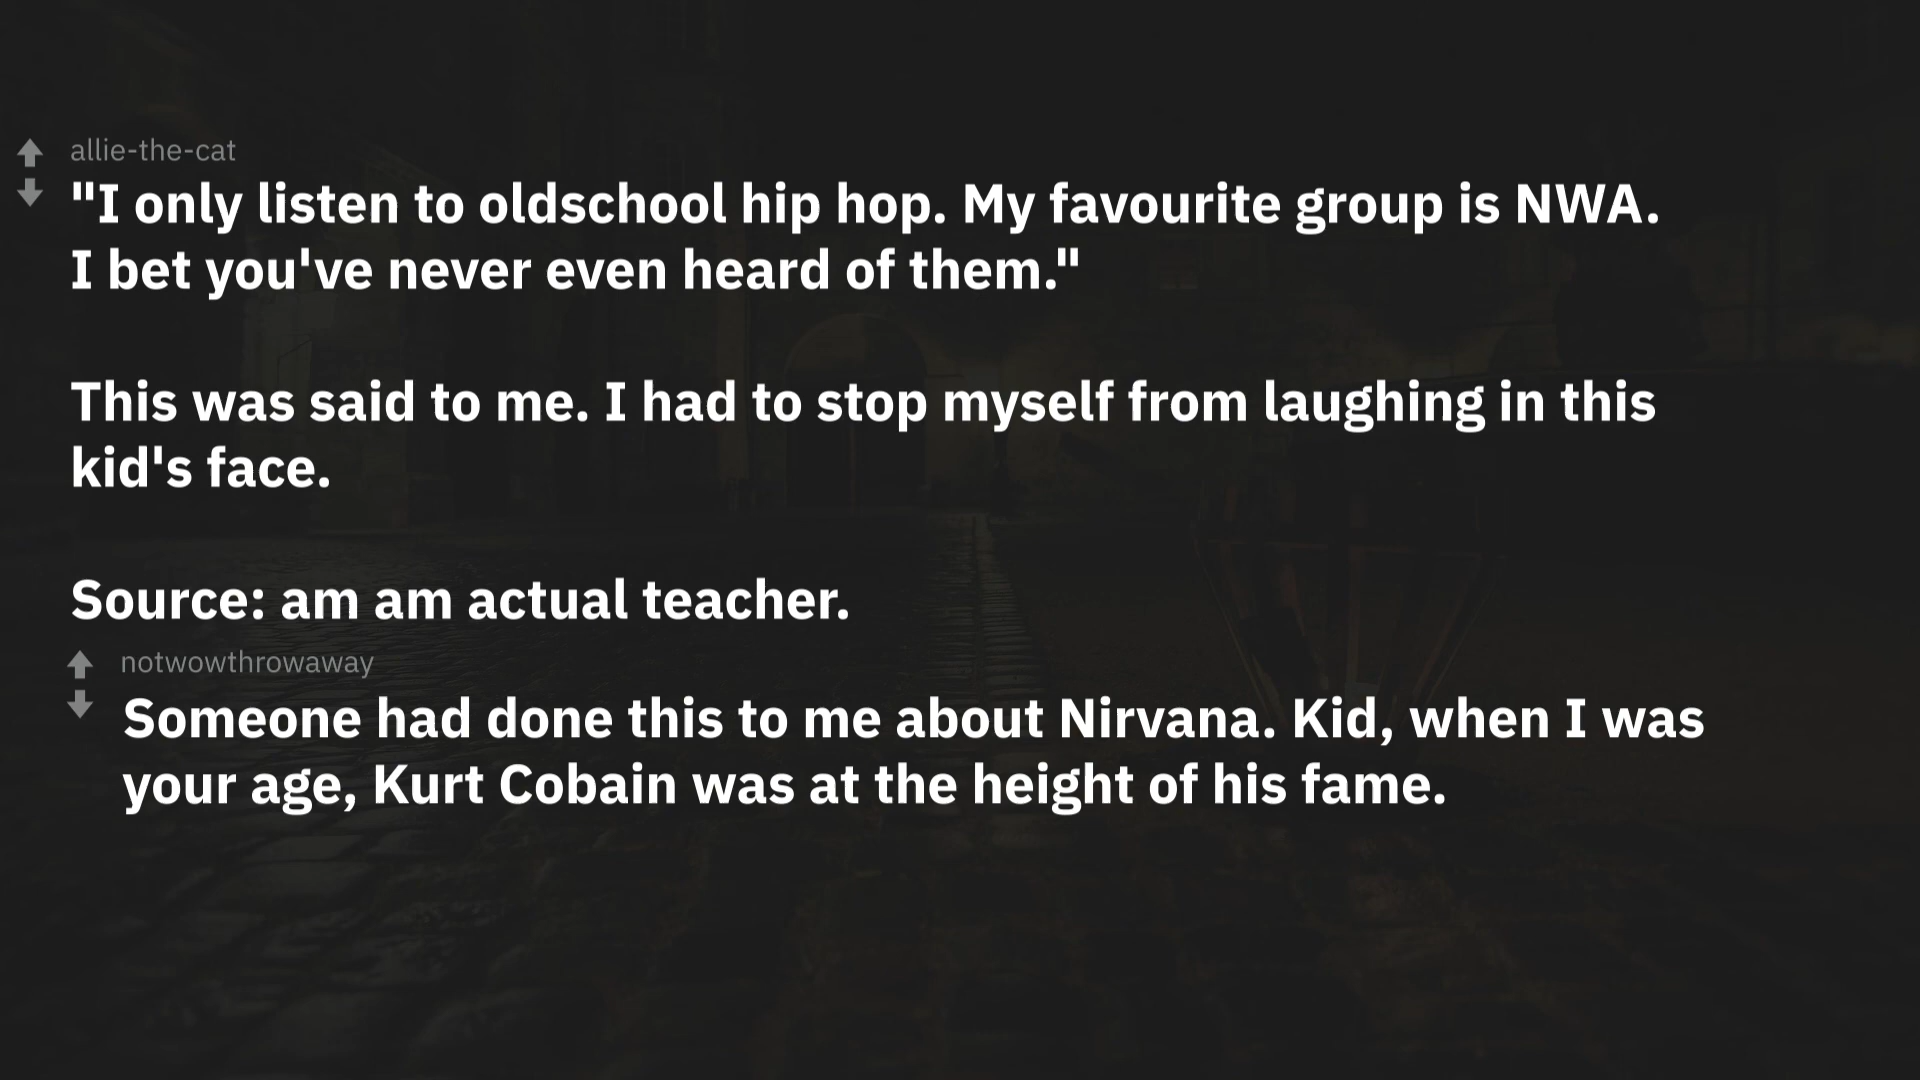 allie-the-cat
"I only listen to oldschool hip hop. My favourite group is NWA.
I bet you've never even heard of them."
This was said to me. I had to stop myself from laughing in this
kid's face.
Source: am am actual teacher.
notwowthrowaway
Someone had done this to me about Nirvana. Kid, when I was
your age, Kurt Cobain was at the height of his fame.